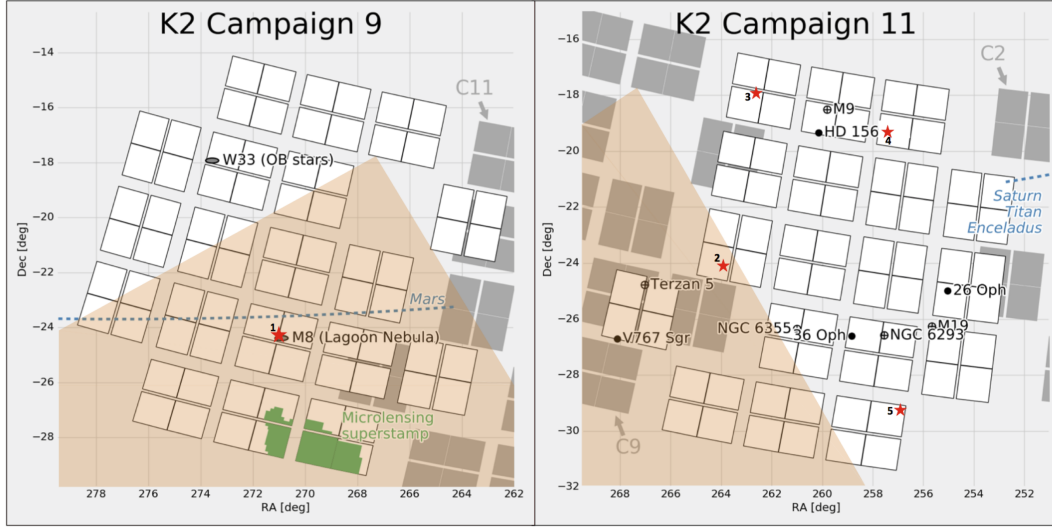 K2 Campaign 9
−14
−16
−18
−20
−22
−24
−26
−28
Dec [deg]
C11
W33 (OB stars)
Mars
1
M8 (Lagoon Nebula)
Microlensing
superstamp
278
276
274
272
270
268
266
264
262
RA [deg]
K2 Campaign 11
−16
−18
−20
−22
−24
−26
−28
−30
−32
Dec [deg]
C2
3
M9
HD 156
4
Saturn
Titan
Enceladus
2
Terzan 5
26 Oph
NGC 6355
M19
V767 Sgr
36 Oph
NGC 6293
5
C9
268
266
264
262
260
258
257
254
252
RA [deg]